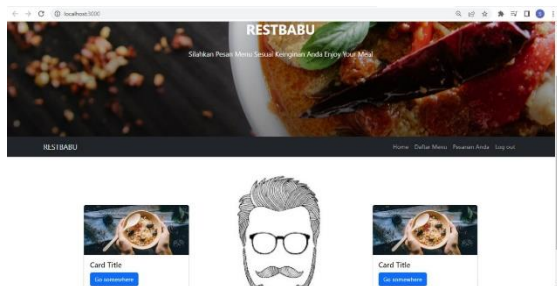 localhost:3000
RESTBABU
Silahkan Pesan Menu Sesuai Keinginan Anda Enjoy Your Meal
RESTBABU
Home Daftar Menu Pesanan Anda Log out
Card Title
Go somewhere
Card Title
Go somewhere